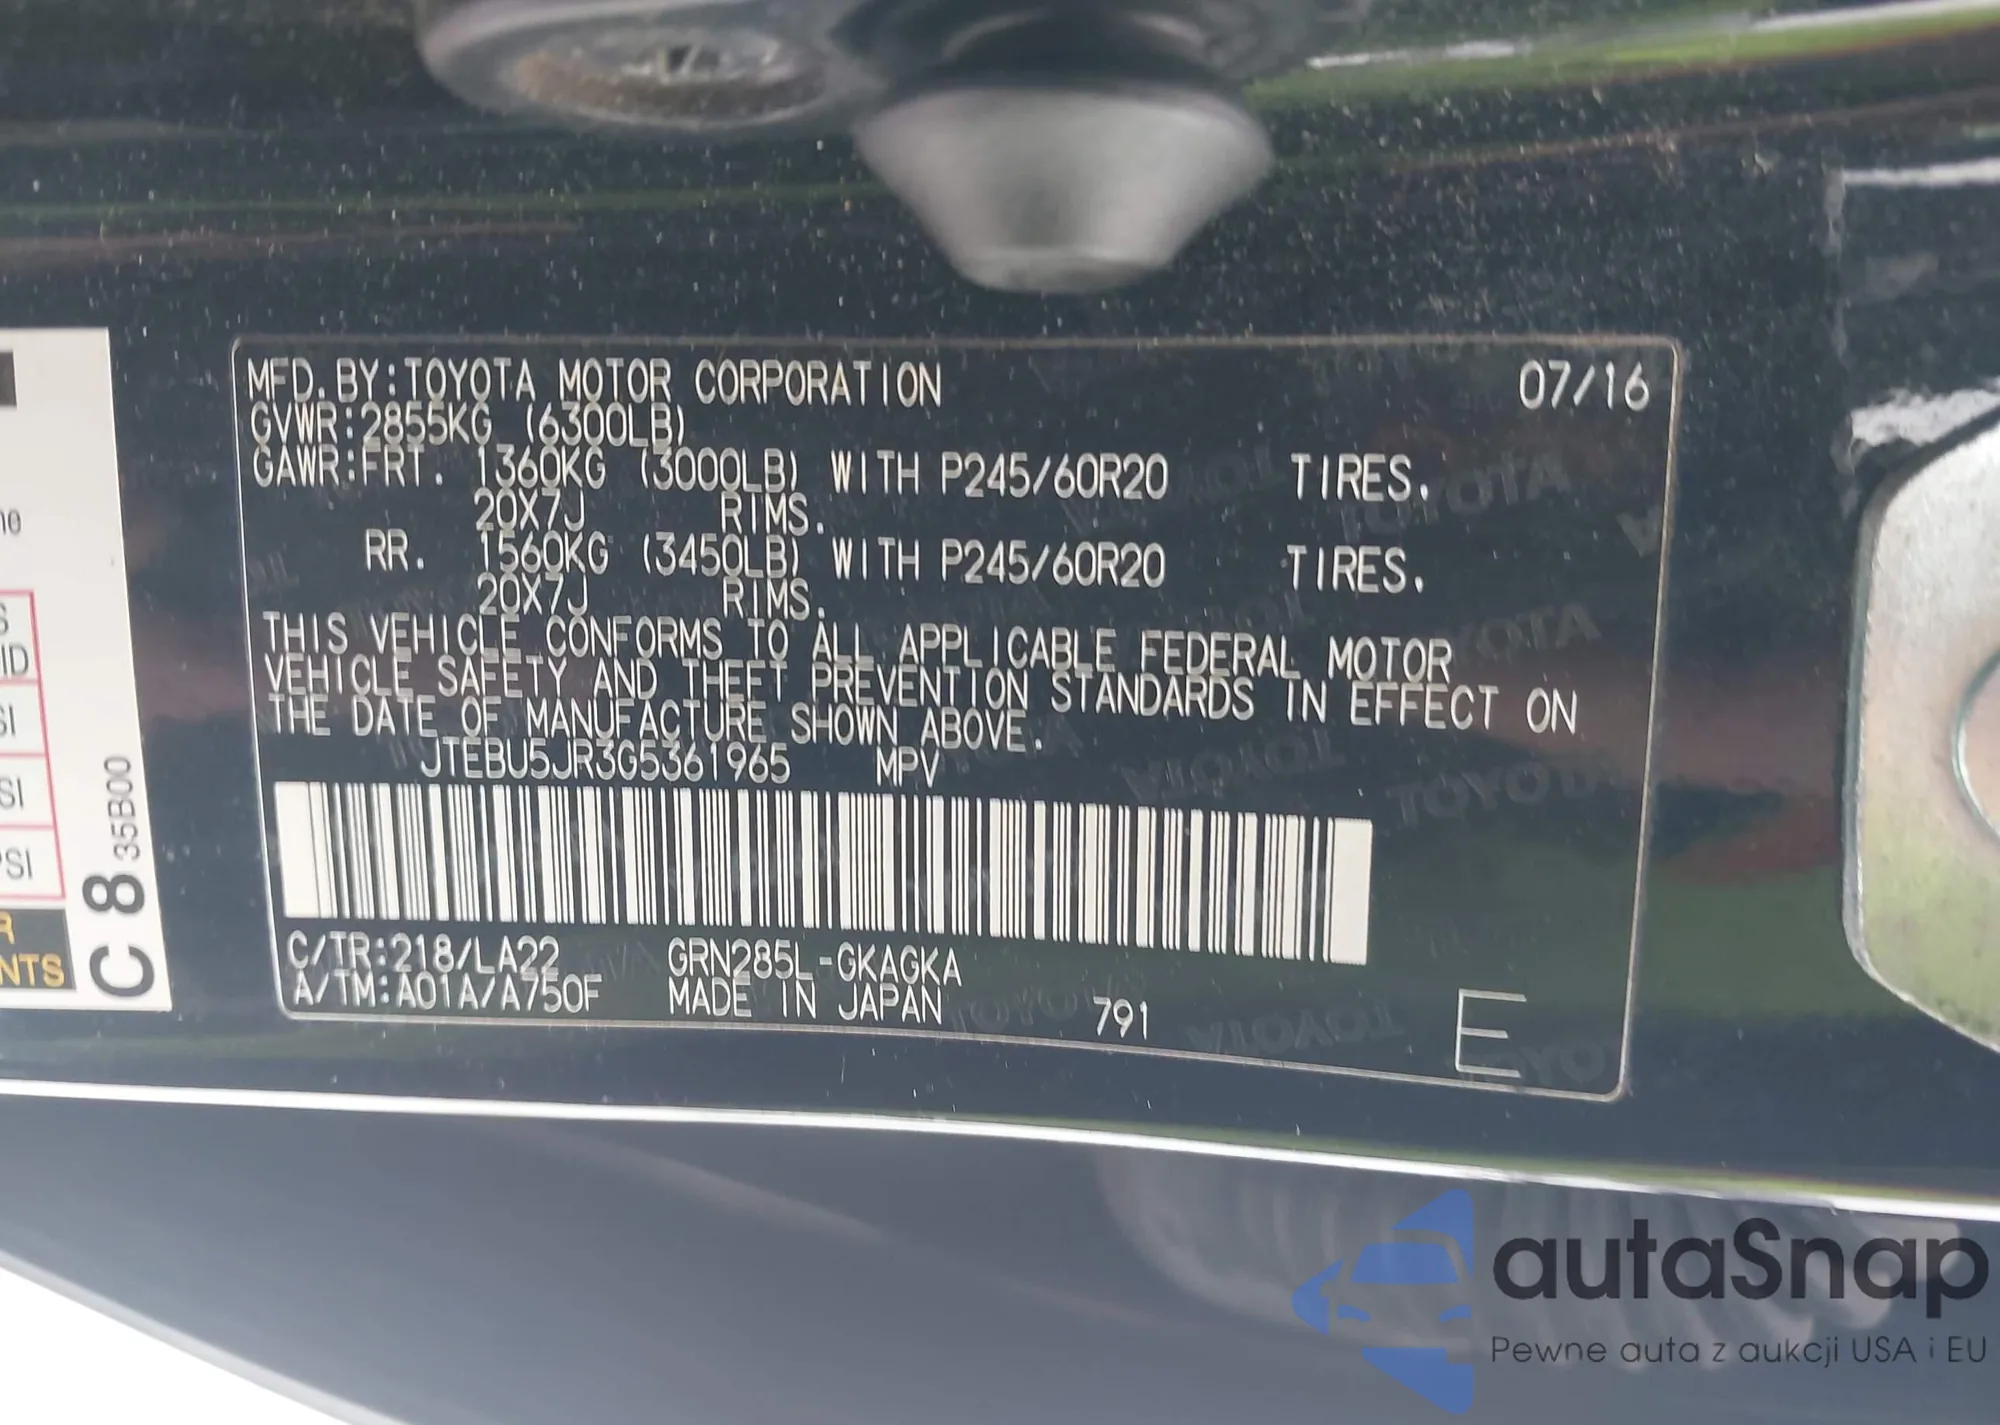 MFD.BY:TOYOTA MOTOR CORPORATION 07/16
GVWR:2855KG (6300LB)
GAWR:FRT. 1360KG (3000LB) WITH P245/60R20 TIRES.
20X7J RIMS.
RR. 1560KG (3450LB) WITH P245/60R20 TIRES.
20X7J RIMS.
THIS VEHICLE CONFORMS TO ALL APPLICABLE FEDERAL MOTOR
VEHICLE SAFETY AND THEFT PREVENTION STANDARDS IN EFFECT ON
THE DATE OF MANUFACTURE SHOWN ABOVE.
JTEBU5JR3G5361965 MPV
C/TR:218/LA22 GRN285L-GKAGKA
A/TM:A01A/A750F MADE IN JAPAN 791 E
C 8 35B00
autaSnap
Pewne auta z aukcji USA i EU